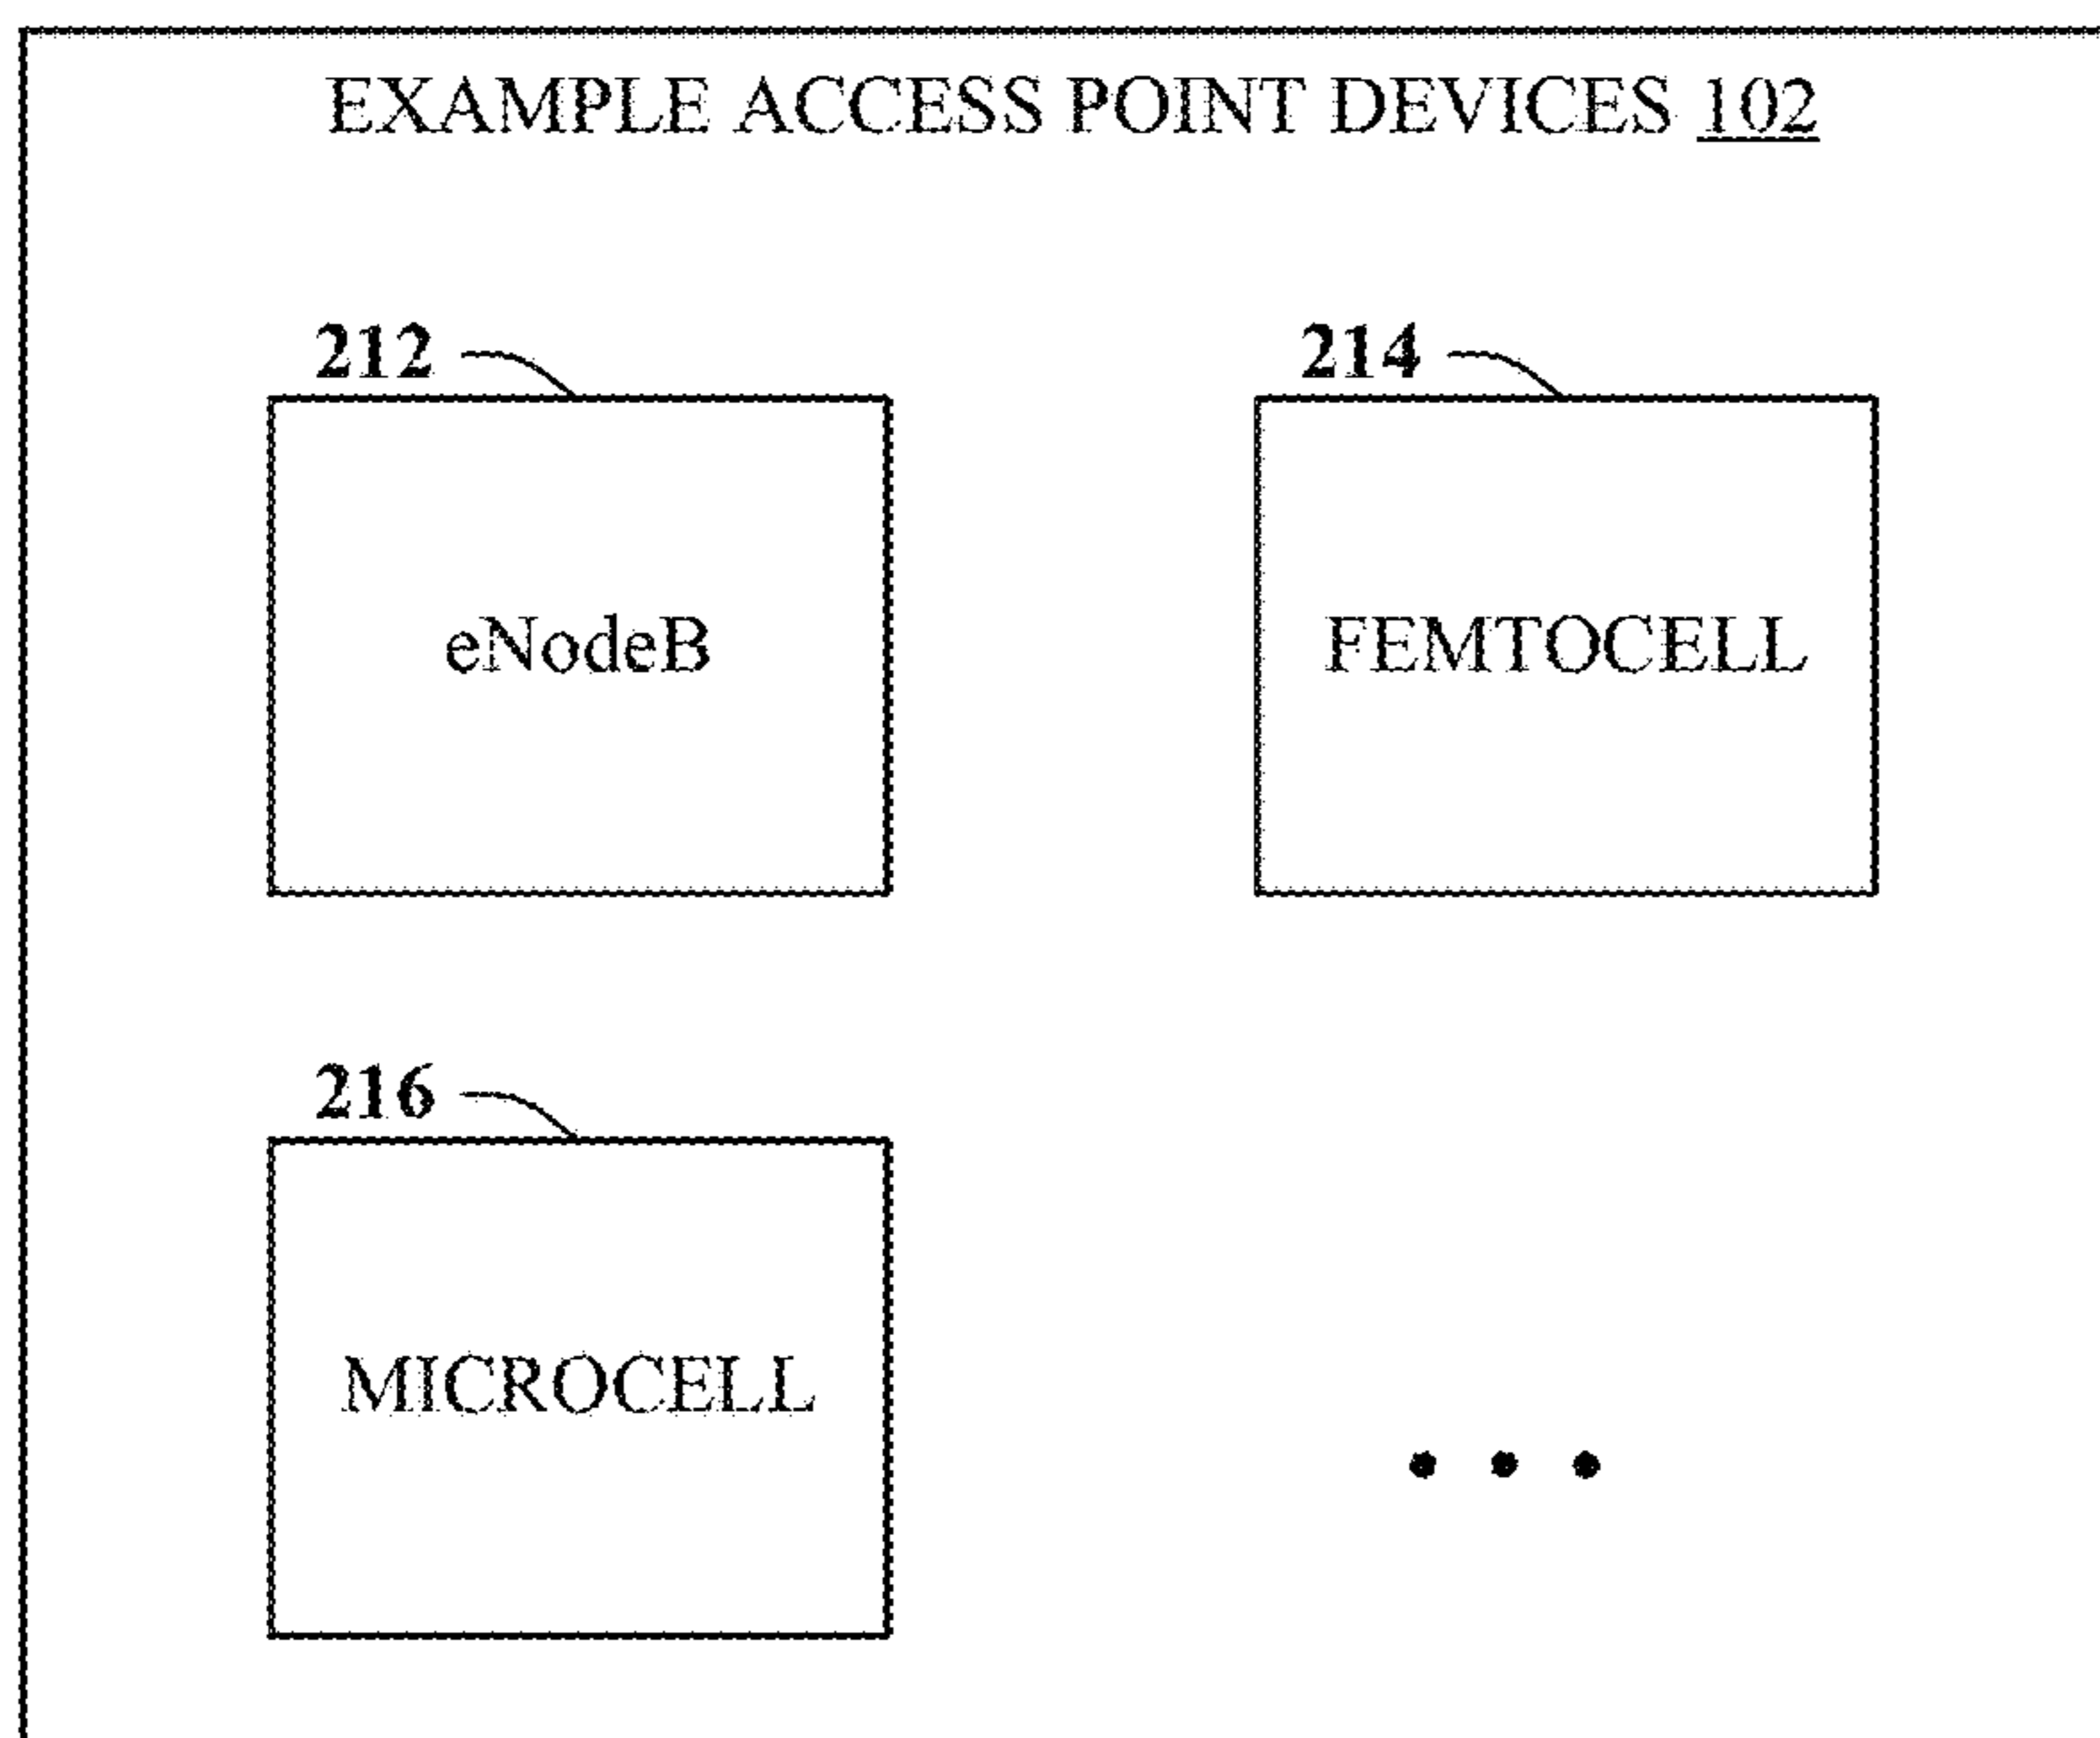 EXAMPLE ACCESS POINT DEVICES 102
212
214
eNodeB
FEMTOCELL
216
MICROCELL
• • •